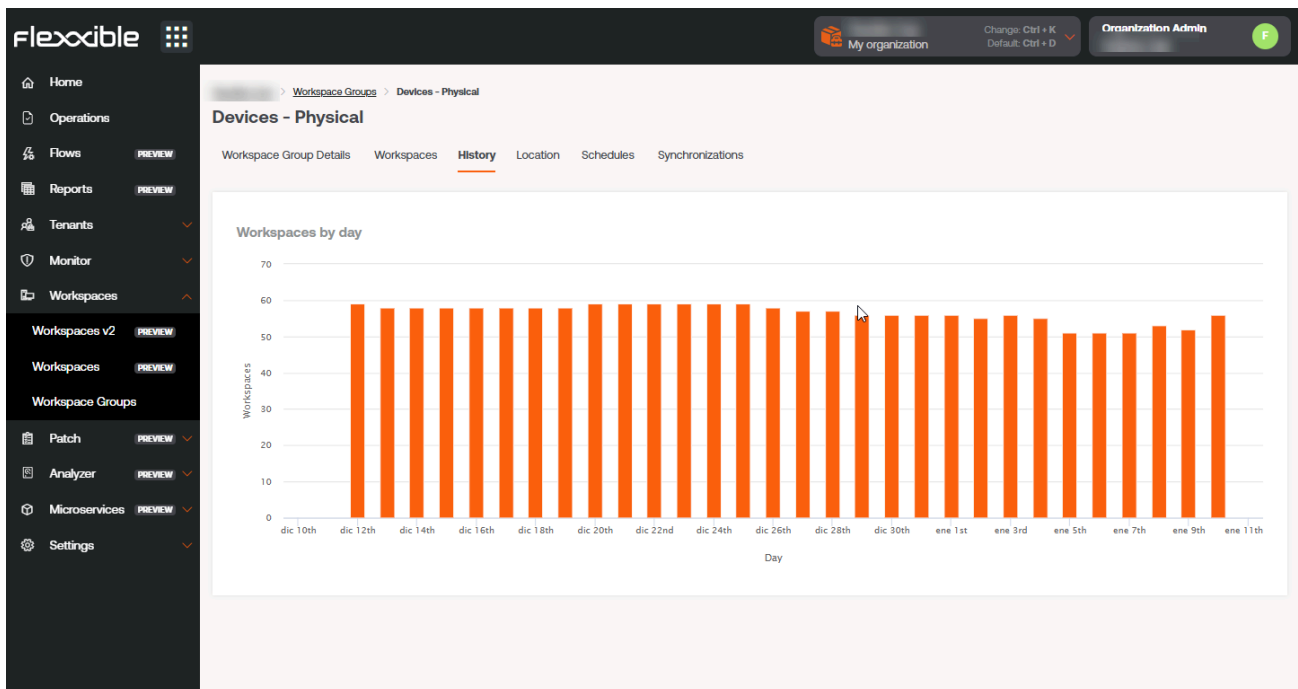 flexxible
My organization
Change: Ctrl + K
Default: Ctrl + D
Organization Admin
F
Home
Operations
Flows PREVIEW
Reports PREVIEW
Tenants
Monitor
Workspaces
Workspaces v2 PREVIEW
Workspaces PREVIEW
Workspace Groups
Patch PREVIEW
Analyzer PREVIEW
Microservices PREVIEW
Settings
> Workspace Groups > Devices - Physical
Devices - Physical
Workspace Group Details Workspaces History Location Schedules Synchronizations
Workspaces by day
70
60
50
40
30
20
10
0
Workspaces
dic 10th dic 12th dic 14th dic 16th dic 18th dic 20th dic 22nd dic 24th dic 26th dic 28th dic 30th ene 1st ene 3rd ene 5th ene 7th ene 9th ene 11th
Day